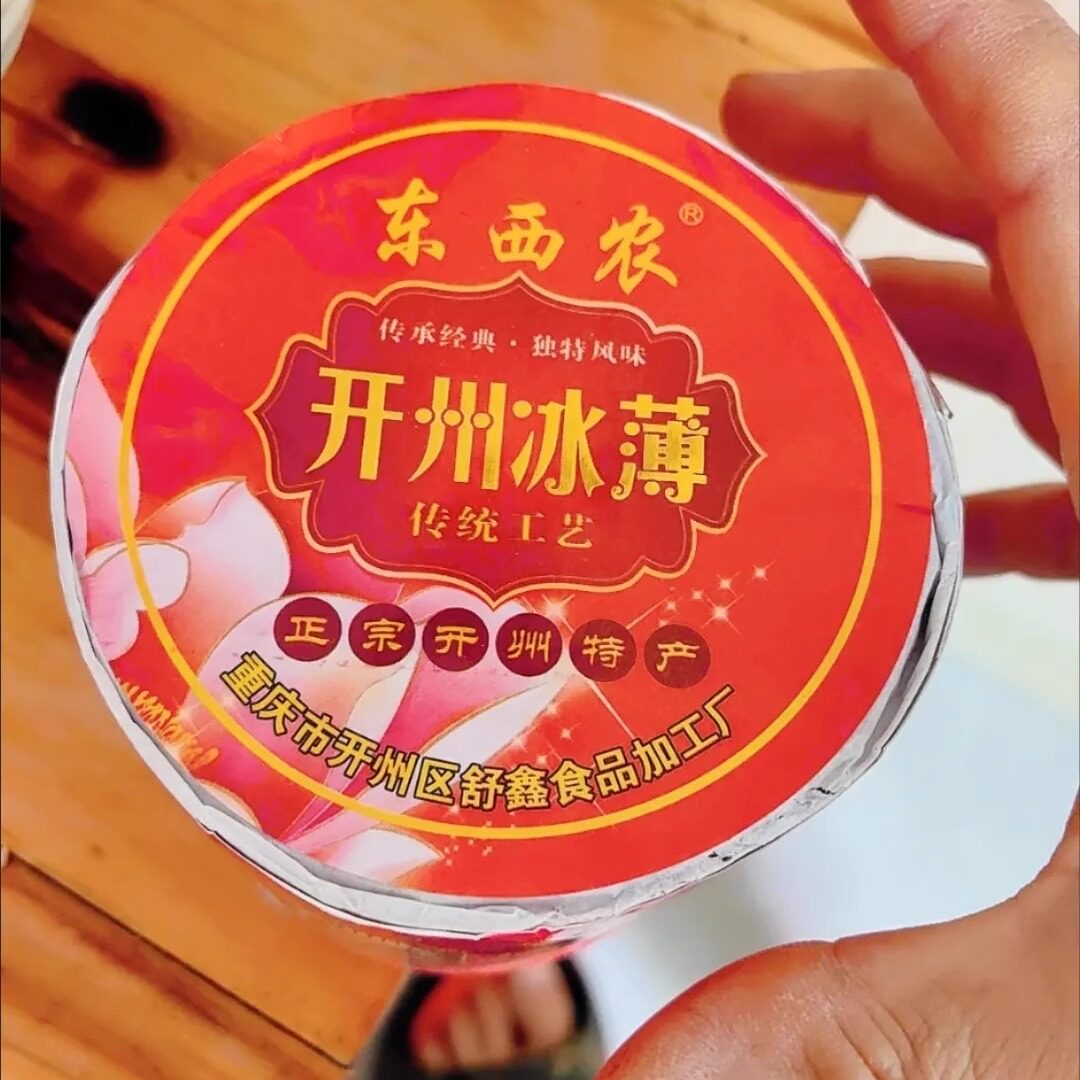 东西农®
传承经典·独特风味
开州冰薄
传统工艺
正宗开州特产
重庆市开州区舒鑫食品加工厂